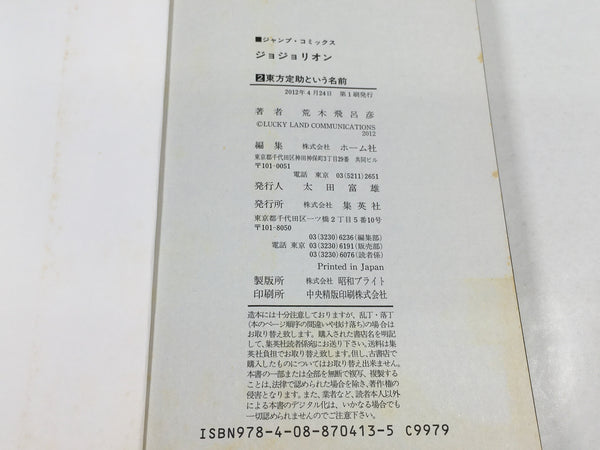 ■ジャンプ・コミックス
ジョジョリオン
2東方定助という名前
2012年4月24日 第1刷発行
著者 荒木飛呂彦
©LUCKY LAND COMMUNICATIONS
2012
編集 株式会社 ホーム社
東京都千代田区神田神保町3丁目29番 共同ビル
〒101-0051
電話 東京 03(5211)2651
発行人 太田富雄
発行所 株式会社 集英社
東京都千代田区一ツ橋2丁目5番10号
〒101-8050
03(3230)6236(編集部)
電話 東京 03(3230)6191(販売部)
03(3230)6076(読者係)
Printed in Japan
製版所 株式会社 昭和ブライト
印刷所 中央精版印刷株式会社
造本には十分注意しておりますが、乱丁・落丁
(本のページ順序の間違いや抜け落ち)の場合は
お取り替え致します。購入された書店名を明記し
て、集英社読者係宛にお送り下さい。送料は集
英社負担でお取り替え致します。但し、古書店で
購入したものについてはお取り替え出来ません。
本書の一部または全部を無断で複写、複製する
ことは、法律で認められた場合を除き、著作権の
侵害となります。また、業者など、読者本人以外
による本書のデジタル化は、いかなる場合でも
一切認められませんのでご注意下さい。
ISBN978-4-08-870413-5 C9979